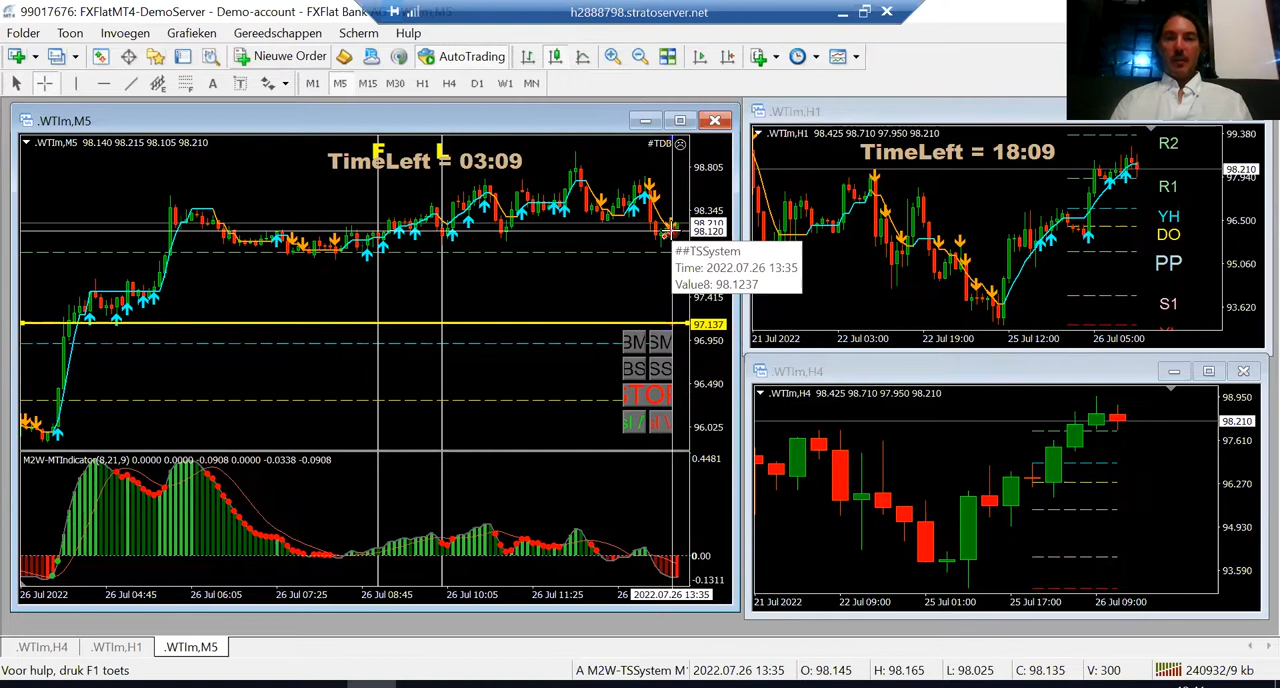 99017676: FXFlatMT4-DemoServer - Demo-account - FXFlat Bank
h2888798.stratoserver.net
Folder Toon Invoegen Grafieken Gereedschappen Scherm Help
Nieuwe Order AutoTrading
A T M1 M5 M15 M30 H1 H4 D1 W1 MN
.WTIm,M5
.WTIm,M5 98.140 98.215 98.105 98.210
#TDB
TimeLeft = 03:09
F L
98.805
98.345
98.210
98.120
97.415
97.137
96.950
96.490
96.025
##TSSystem
Time: 2022.07.26 13:35
Value8: 98.1237
BM SM
BS SS
STOP
M2W-MTIndicator(8,21,9) 0.0000 0.0000 -0.0908 0.0000 -0.0338 -0.0908
0.4481
0.00
-0.1311
26 Jul 2022 26 Jul 04:45 26 Jul 06:05 26 Jul 07:25 26 Jul 08:45 26 Jul 10:05 26 Jul 11:25 26 2022.07.26 13:35
.WTIm,H1
.WTIm,H1 98.425 98.710 97.950 98.210
TimeLeft = 18:09
R2
R1
YH
DO
PP
S1
99.380
98.210
97.940
96.500
95.060
93.620
21 Jul 2022 22 Jul 03:00 22 Jul 19:00 25 Jul 12:00 26 Jul 05:00
.WTIm,H4
.WTIm,H4 98.425 98.710 97.950 98.210
98.950
98.210
97.610
96.270
94.930
93.590
21 Jul 2022 22 Jul 09:00 25 Jul 01:00 25 Jul 17:00 26 Jul 09:00
.WTIm,H4 .WTIm,H1 .WTIm,M5
Voor hulp, druk F1 toets
A M2W-TSSystem M 2022.07.26 13:35 O: 98.145 H: 98.165 L: 98.025 C: 98.135 V: 300 240932/9 kb